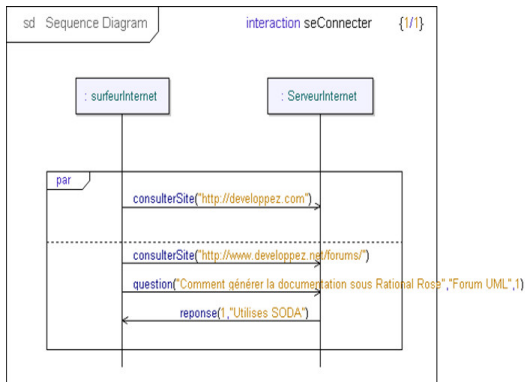 sd Sequence Diagram
interaction seConnecter {1/1}
: surfeurInternet
: ServeurInternet
par
consulterSite("http://developpez.com")
consulterSite("http://www.developpez.net/forums/")
question("Comment générer la documentation sous Rational Rose","Forum UML",1)
reponse(1,"Utilises SODA")